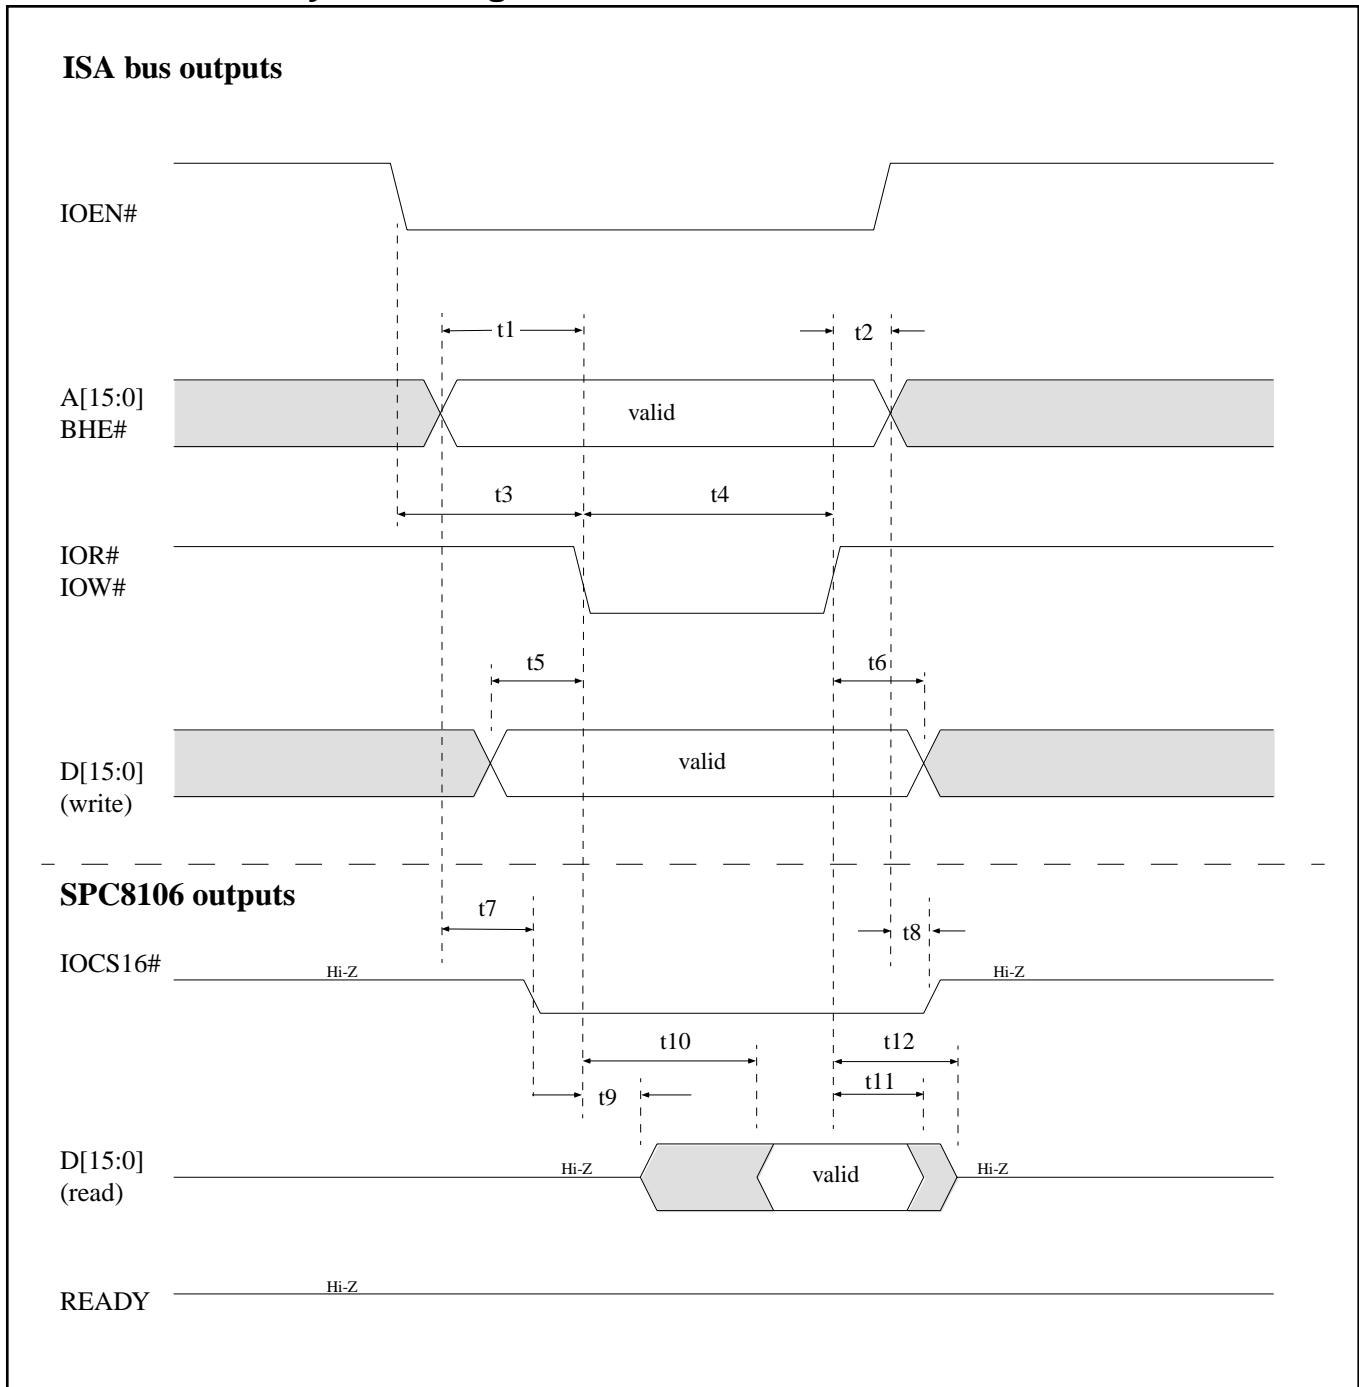 ISA bus outputs
IOEN#
t1
t2
A[15:0]
BHE#
valid
t3
t4
IOR#
IOW#
t5
t6
D[15:0]
(write)
valid
SPC8106 outputs
t7
t8
IOCS16#
Hi-Z
Hi-Z
t10
t12
t9
t11
D[15:0]
(read)
Hi-Z
valid
Hi-Z
READY
Hi-Z